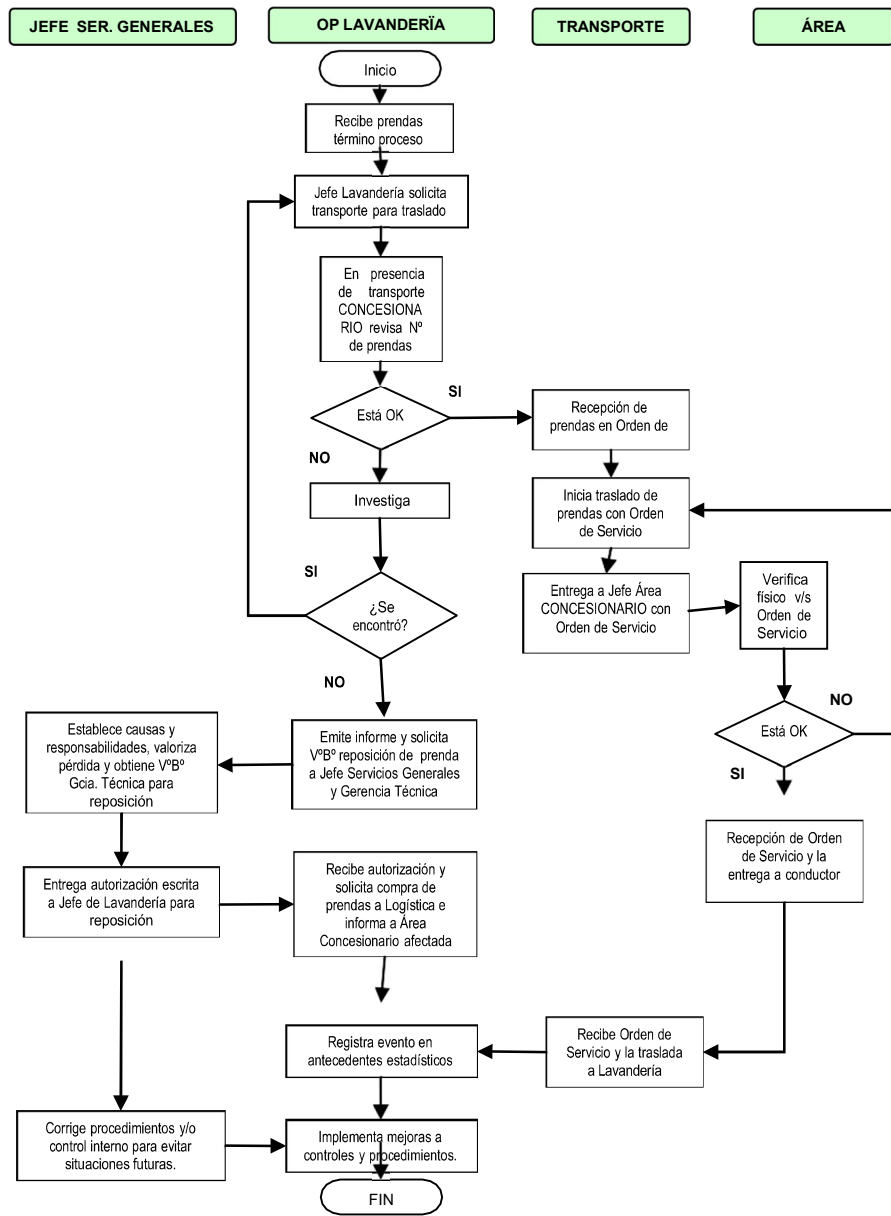 JEFE SER. GENERALES
OP LAVANDERÏA
TRANSPORTE
ÁREA
Inicio
Recibe prendas
término proceso
Jefe Lavandería solicita
transporte para traslado
En presencia
de transporte
CONCESIONA
RIO revisa Nº
de prendas
Está OK
SI
NO
Recepción de
prendas en Orden de
Investiga
Inicia traslado de
prendas con Orden
de Servicio
SI
¿Se
encontró?
NO
Entrega a Jefe Área
CONCESIONARIO con
Orden de Servicio
Verifica
físico v/s
Orden de
Servicio
NO
Está OK
SI
Establece causas y
responsabilidades, valoriza
pérdida y obtiene VºBº
Gcia. Técnica para
reposición
Emite informe y solicita
VºBº reposición de prenda
a Jefe Servicios Generales
y Gerencia Técnica
Recepción de Orden
de Servicio y la
entrega a conductor
Entrega autorización escrita
a Jefe de Lavandería para
reposición
Recibe autorización y
solicita compra de
prendas a Logística e
informa a Área
Concesionario afectada
Registra evento en
antecedentes estadísticos
Recibe Orden de
Servicio y la traslada
a Lavandería
Corrige procedimientos y/o
control interno para evitar
situaciones futuras.
Implementa mejoras a
controles y procedimientos.
FIN